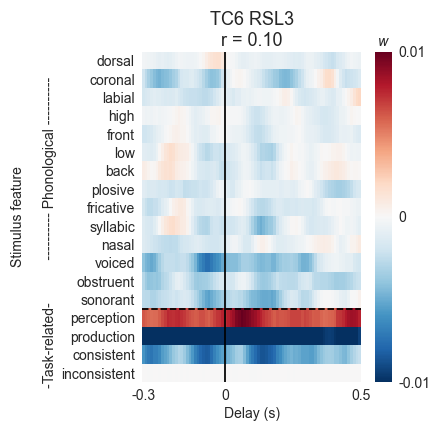 TC6 RSL3
r = 0.10
w
dorsal
coronal
labial
high
front
low
back
plosive
fricative
syllabic
nasal
voiced
obstruent
sonorant
perception
production
consistent
inconsistent
Stimulus feature
-Task-related- ---------- Phonological ----------
-0.3
0
0.5
Delay (s)
0.01
0
-0.01